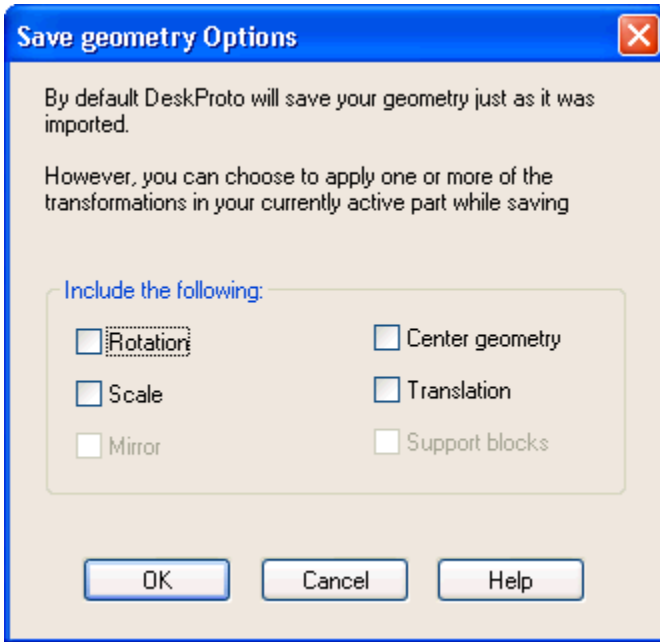 Save geometry Options
By default DeskProto will save your geometry just as it was
imported.
However, you can choose to apply one or more of the
transformations in your currently active part while saving
Include the following:
Rotation
Center geometry
Scale
Translation
Mirror
Support blocks
OK
Cancel
Help